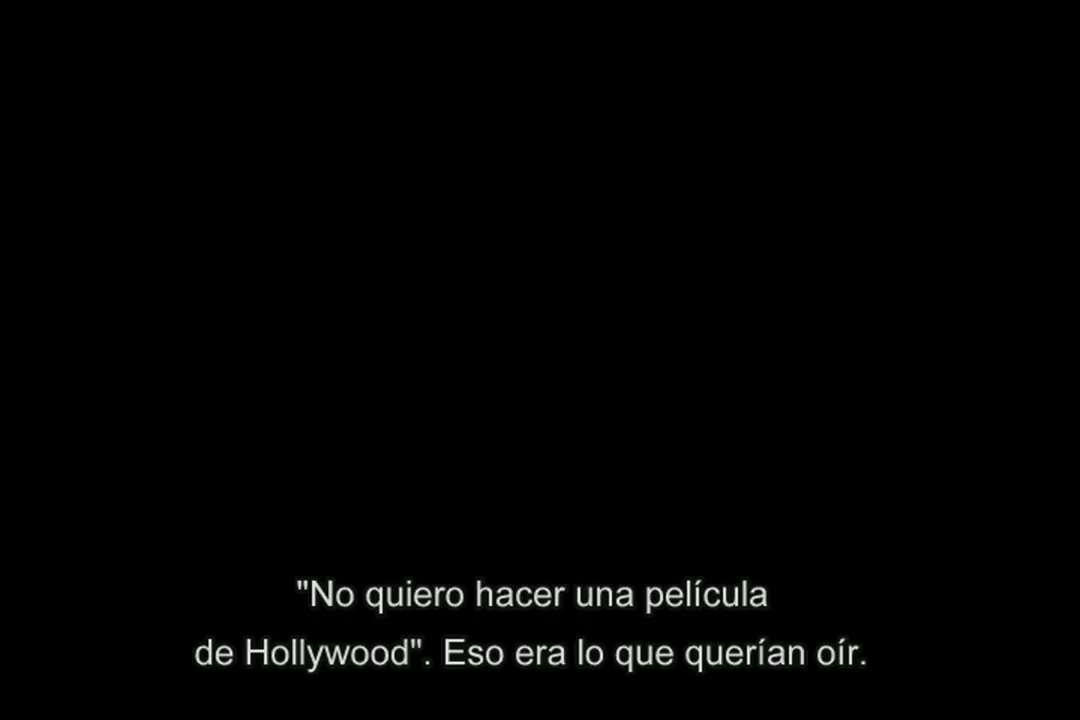 "No quiero hacer una película
de Hollywood". Eso era lo que querían oír.